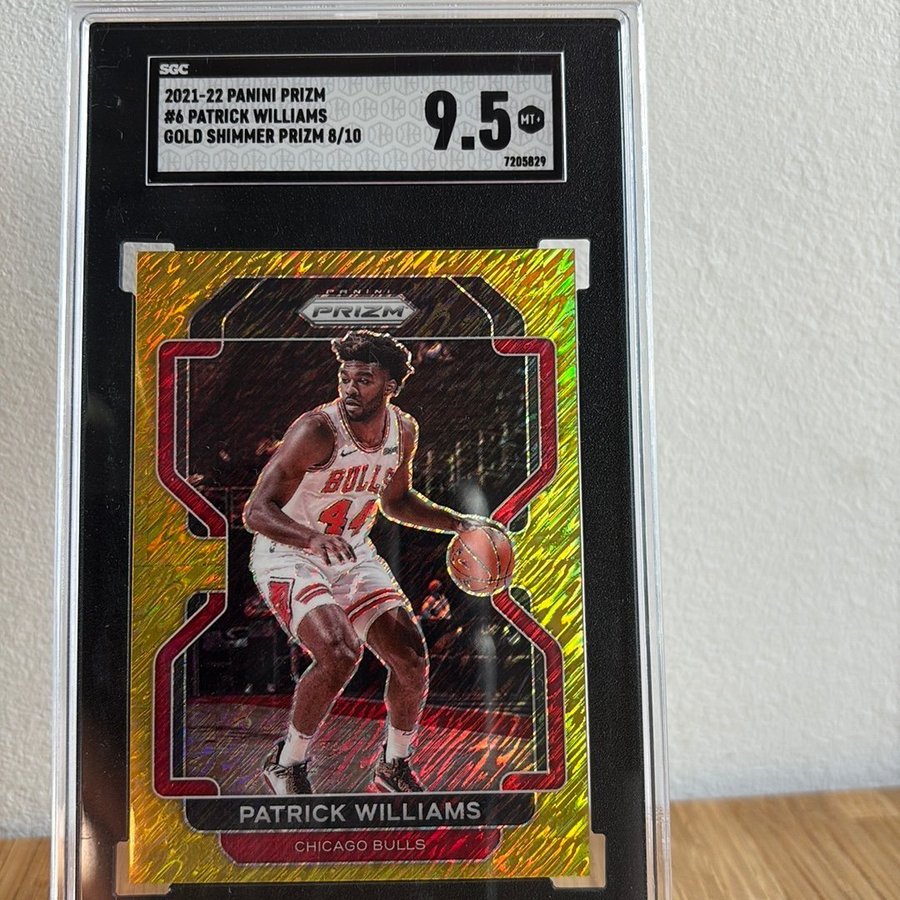 SGC
2021-22 PANINI PRIZM
#6 PATRICK WILLIAMS
GOLD SHIMMER PRIZM 8/10
9.5
MT+
7205829
PANINI
PRIZM
BULLS
44
PATRICK WILLIAMS
CHICAGO BULLS